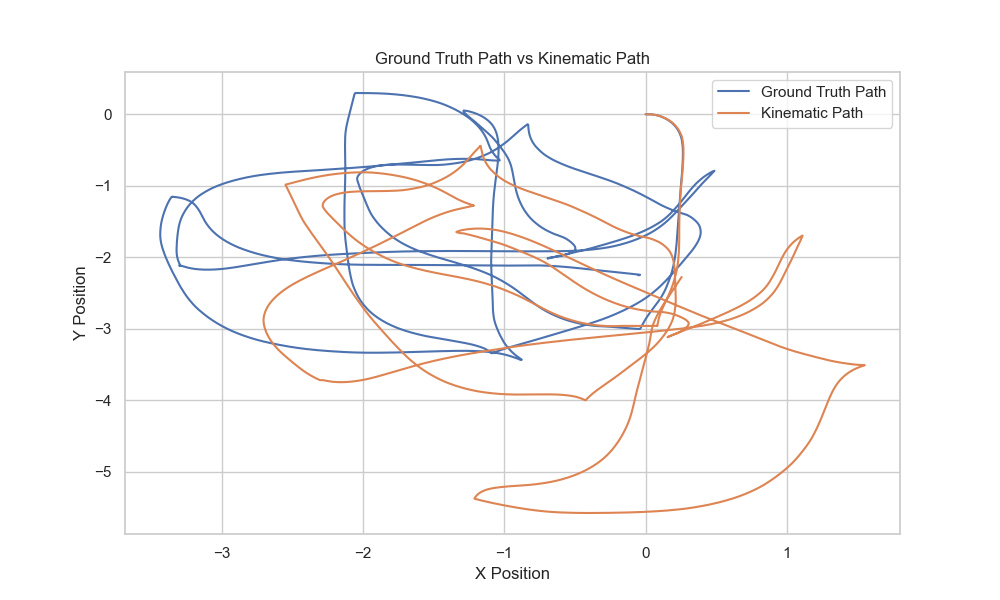 Ground Truth Path vs Kinematic Path
Ground Truth Path
Kinematic Path
0
−1
−2
−3
−4
−5
Y Position
−3
−2
−1
0
1
X Position